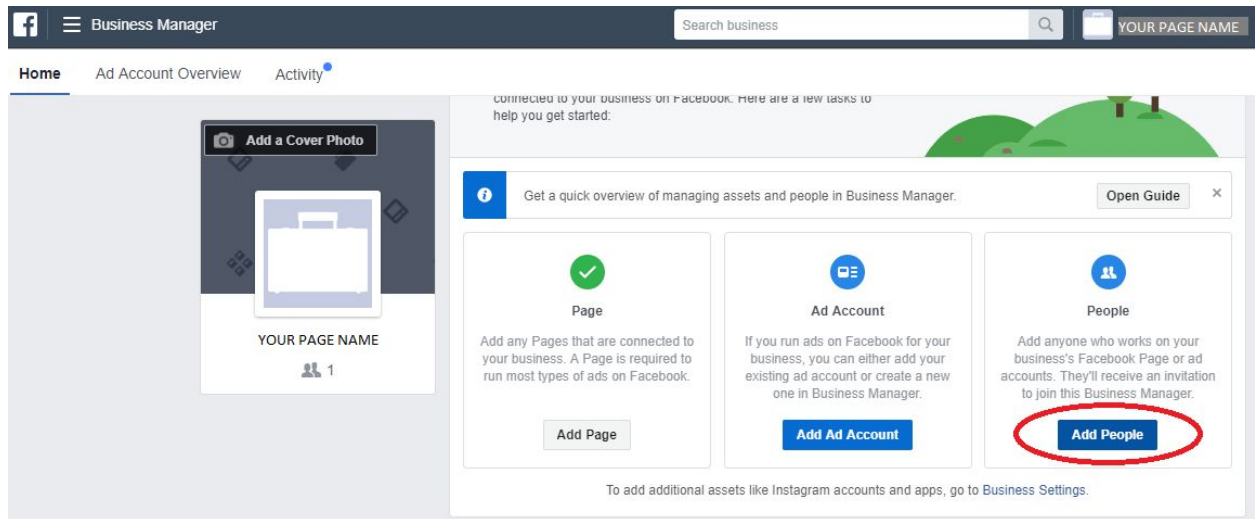 f Business Manager
Search business
YOUR PAGE NAME
Home Ad Account Overview Activity
connected to your business on Facebook. Here are a few tasks to
help you get started:
Add a Cover Photo
YOUR PAGE NAME
1
Get a quick overview of managing assets and people in Business Manager.
Open Guide
×
Page
Add any Pages that are connected to
your business. A Page is required to
run most types of ads on Facebook.
Add Page
Ad Account
If you run ads on Facebook for your
business, you can either add your
existing ad account or create a new
one in Business Manager.
Add Ad Account
People
Add anyone who works on your
business's Facebook Page or ad
accounts. They'll receive an invitation
to join this Business Manager.
Add People
To add additional assets like Instagram accounts and apps, go to Business Settings.